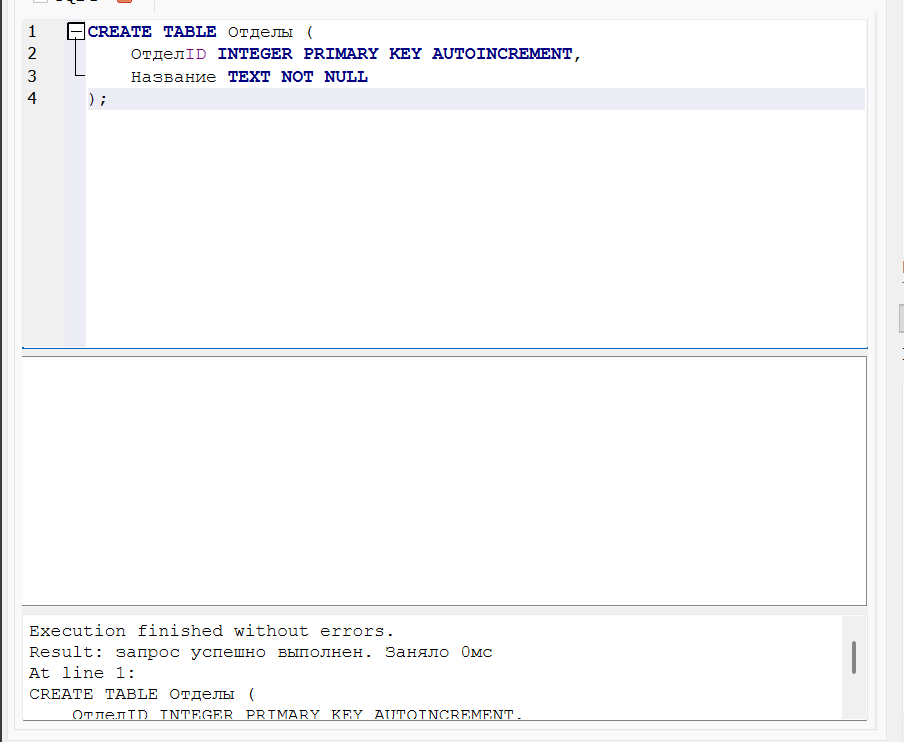 1 CREATE TABLE Отделы (
2 ОтделID INTEGER PRIMARY KEY AUTOINCREMENT,
3 Название TEXT NOT NULL
4 );
Execution finished without errors.
Result: запрос успешно выполнен. Заняло 0мс
At line 1:
CREATE TABLE Отделы (
ОтделID INTEGER PRIMARY KEY AUTOINCREMENT,